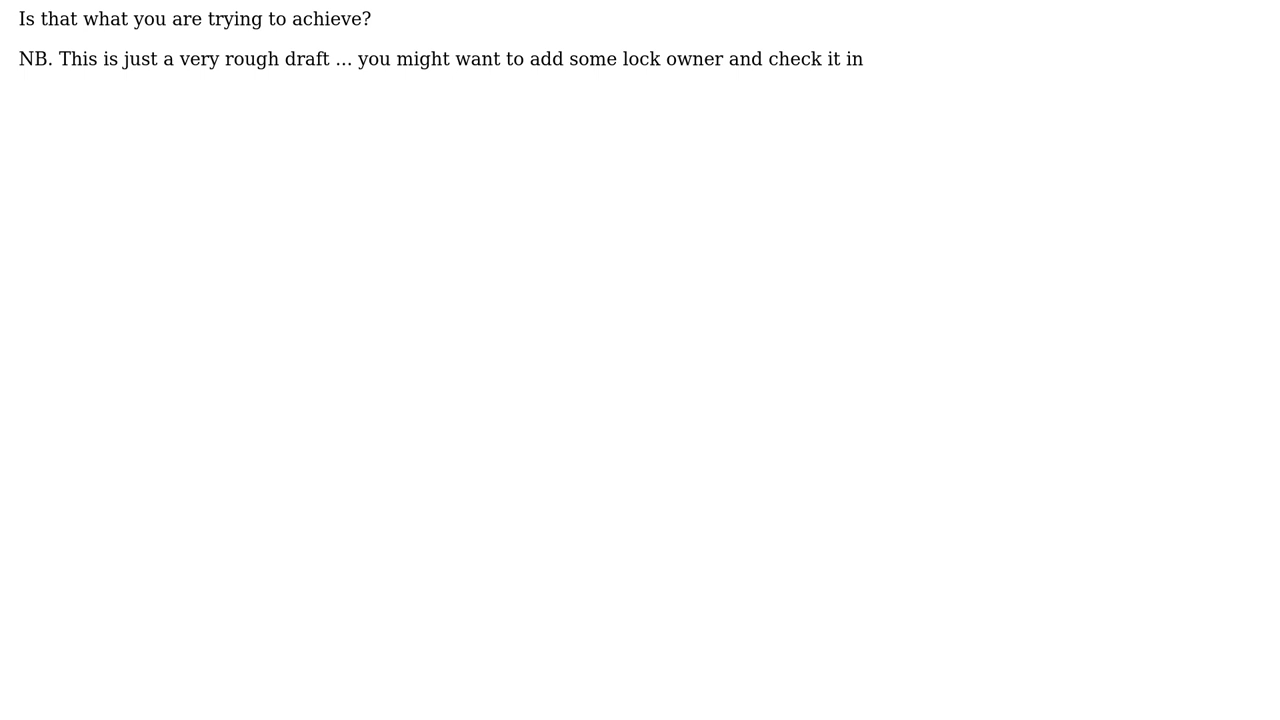 Is that what you are trying to achieve?
NB. This is just a very rough draft ... you might want to add some lock owner and check it in